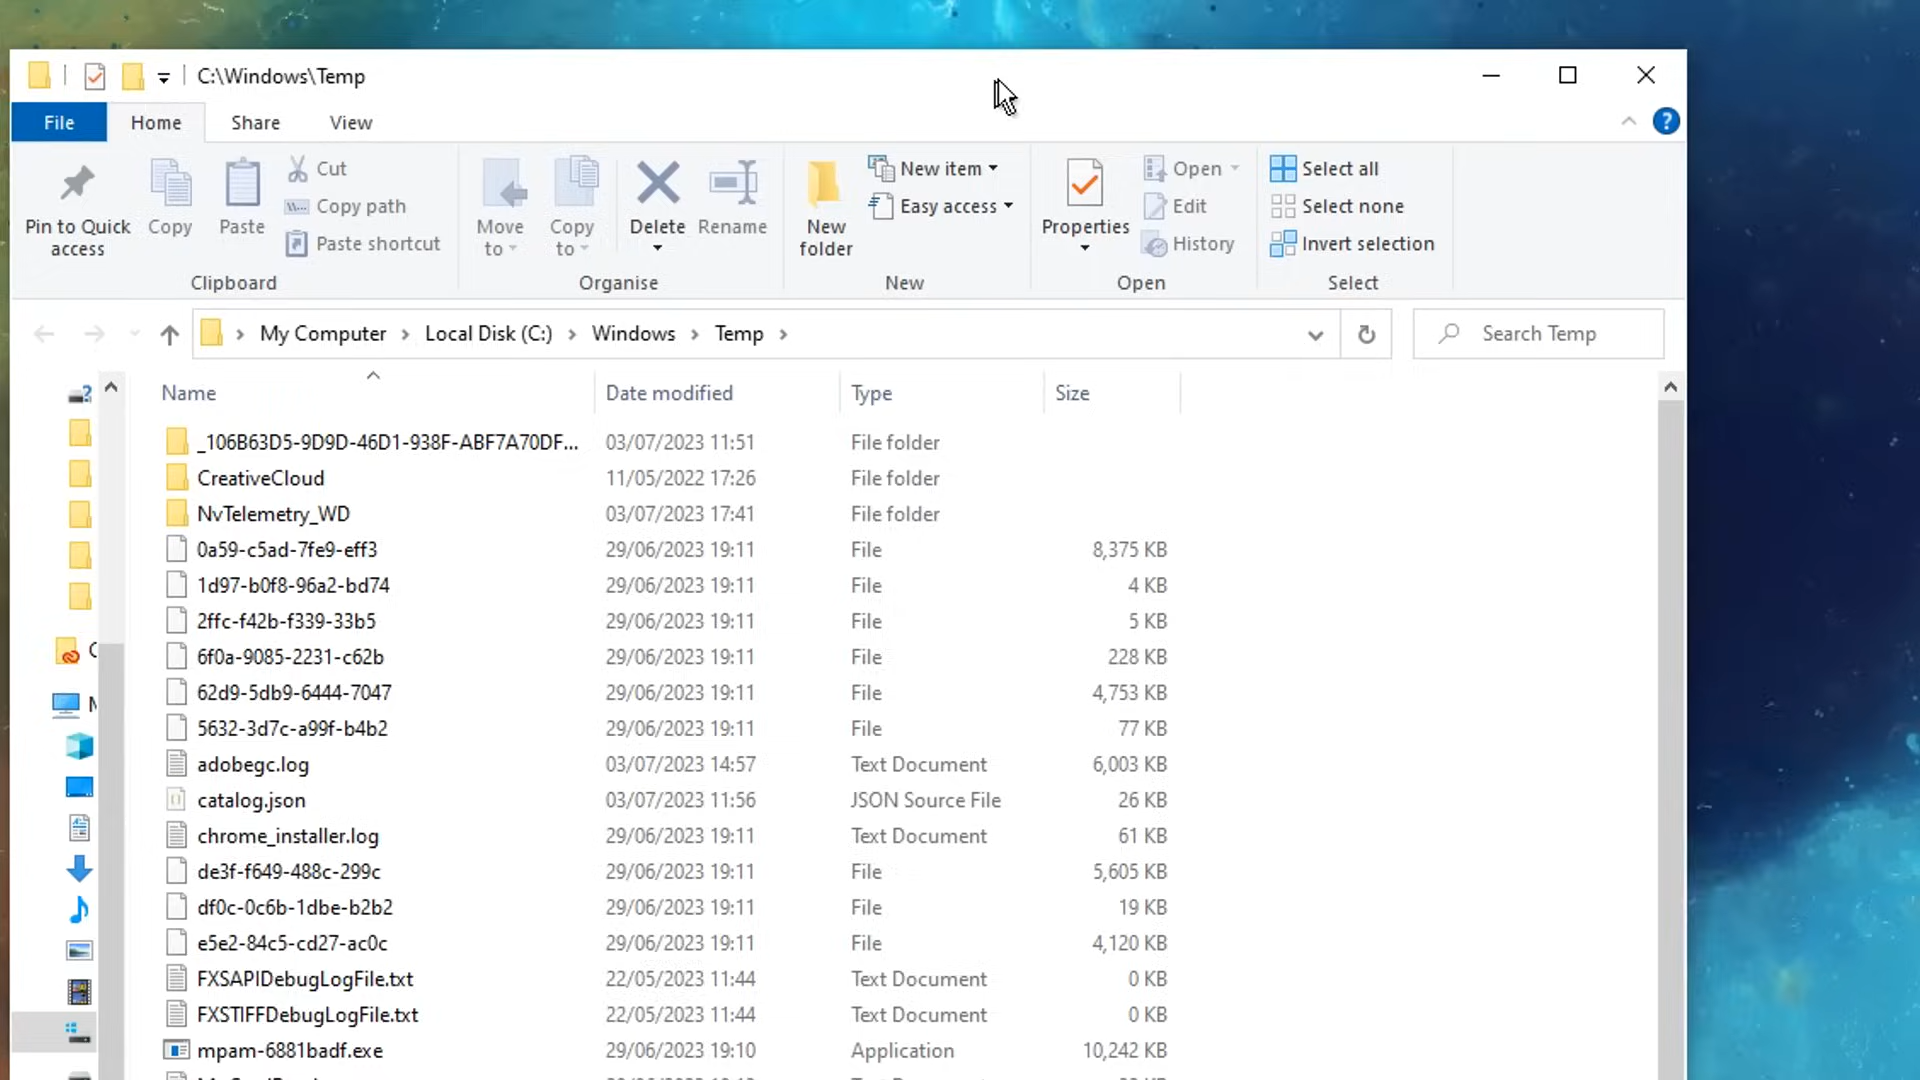 C:\Windows\Temp
File Home Share View
Pin to Quick access
Copy
Paste
Cut
Copy path
Paste shortcut
Clipboard
Move to
Copy to
Delete
Rename
Organise
New folder
New item
Easy access
New
Properties
Open
Edit
History
Open
Select all
Select none
Invert selection
Select
My Computer > Local Disk (C:) > Windows > Temp >
Search Temp
Name Date modified Type Size
_106B63D5-9D9D-46D1-938F-ABF7A70DF... 03/07/2023 11:51 File folder
CreativeCloud 11/05/2022 17:26 File folder
NvTelemetry_WD 03/07/2023 17:41 File folder
0a59-c5ad-7fe9-eff3 29/06/2023 19:11 File 8,375 KB
1d97-b0f8-96a2-bd74 29/06/2023 19:11 File 4 KB
2ffc-f42b-f339-33b5 29/06/2023 19:11 File 5 KB
6f0a-9085-2231-c62b 29/06/2023 19:11 File 228 KB
62d9-5db9-6444-7047 29/06/2023 19:11 File 4,753 KB
5632-3d7c-a99f-b4b2 29/06/2023 19:11 File 77 KB
adobegc.log 03/07/2023 14:57 Text Document 6,003 KB
catalog.json 03/07/2023 11:56 JSON Source File 26 KB
chrome_installer.log 29/06/2023 19:11 Text Document 61 KB
de3f-f649-488c-299c 29/06/2023 19:11 File 5,605 KB
df0c-0c6b-1dbe-b2b2 29/06/2023 19:11 File 19 KB
e5e2-84c5-cd27-ac0c 29/06/2023 19:11 File 4,120 KB
FXSAPIDebugLogFile.txt 22/05/2023 11:44 Text Document 0 KB
FXSTIFFDebugLogFile.txt 22/05/2023 11:44 Text Document 0 KB
mpam-6881badf.exe 29/06/2023 19:10 Application 10,242 KB